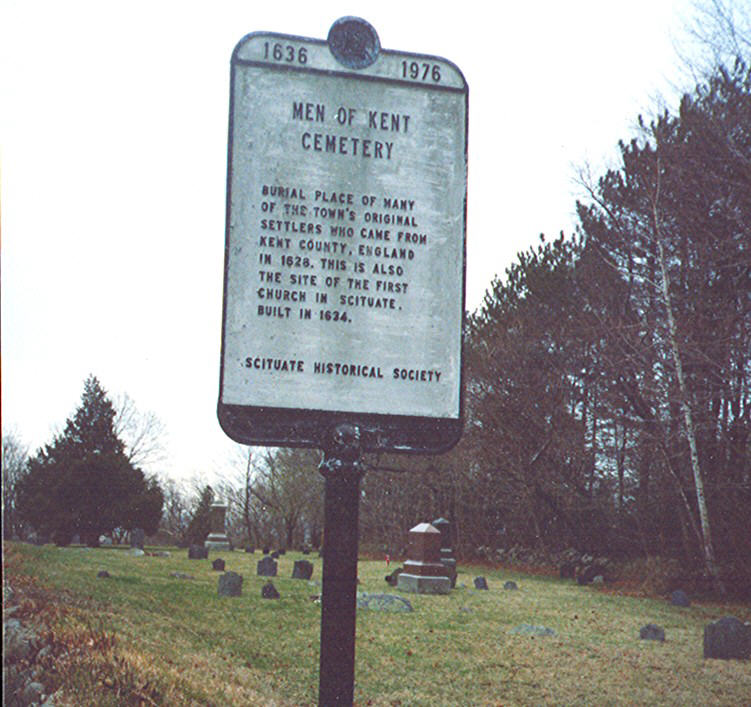 1636 1976
MEN OF KENT
CEMETERY
BURIAL PLACE OF MANY
OF THE TOWN'S ORIGINAL
SETTLERS WHO CAME FROM
KENT COUNTY, ENGLAND
IN 1628. THIS IS ALSO
THE SITE OF THE FIRST
CHURCH IN SCITUATE,
BUILT IN 1634.
SCITUATE HISTORICAL SOCIETY